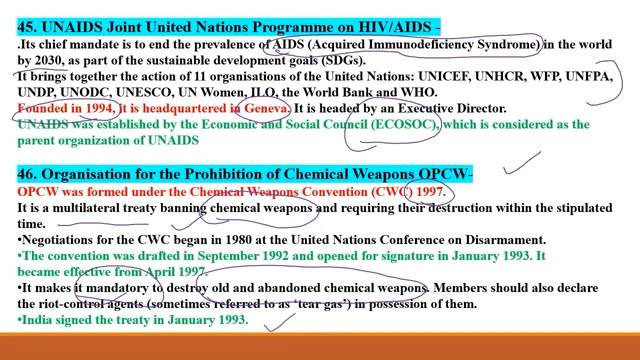 45. UNAIDS Joint United Nations Programme on HIV/AIDS -
.Its chief mandate is to end the prevalence of AIDS (Acquired Immunodeficiency Syndrome) in the world
by 2030, as part of the sustainable development goals (SDGs).
It brings together the action of 11 organisations of the United Nations: UNICEF, UNHCR, WFP, UNFPA,
UNDP, UNODC, UNESCO, UN Women, ILO, the World Bank and WHO.
Founded in 1994, it is headquartered in Geneva. It is headed by an Executive Director.
UNAIDS was established by the Economic and Social Council (ECOSOC), which is considered as the
parent organization of UNAIDS
46. Organisation for the Prohibition of Chemical Weapons OPCW-
OPCW was formed under the Chemical Weapons Convention (CWC) 1997.
It is a multilateral treaty banning chemical weapons and requiring their destruction within the stipulated
time.
•Negotiations for the CWC began in 1980 at the United Nations Conference on Disarmament.
•The convention was drafted in September 1992 and opened for signature in January 1993. It
became effective from April 1997.
•It makes it mandatory to destroy old and abandoned chemical weapons. Members should also declare
the riot-control agents (sometimes referred to as ‘tear gas’) in possession of them.
•India signed the treaty in January 1993.